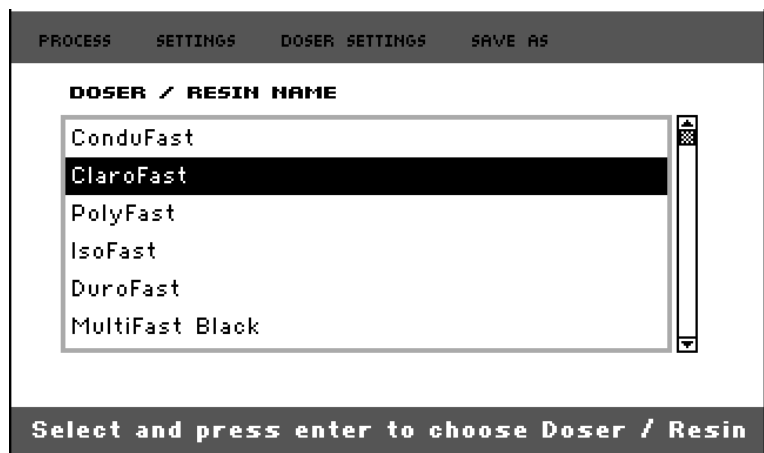 PROCESS SETTINGS DOSER SETTINGS SAVE AS
DOSER / RESIN NAME
ConduFast
ClaroFast
PolyFast
IsoFast
DuroFast
MultiFast Black
Select and press enter to choose Doser / Resin